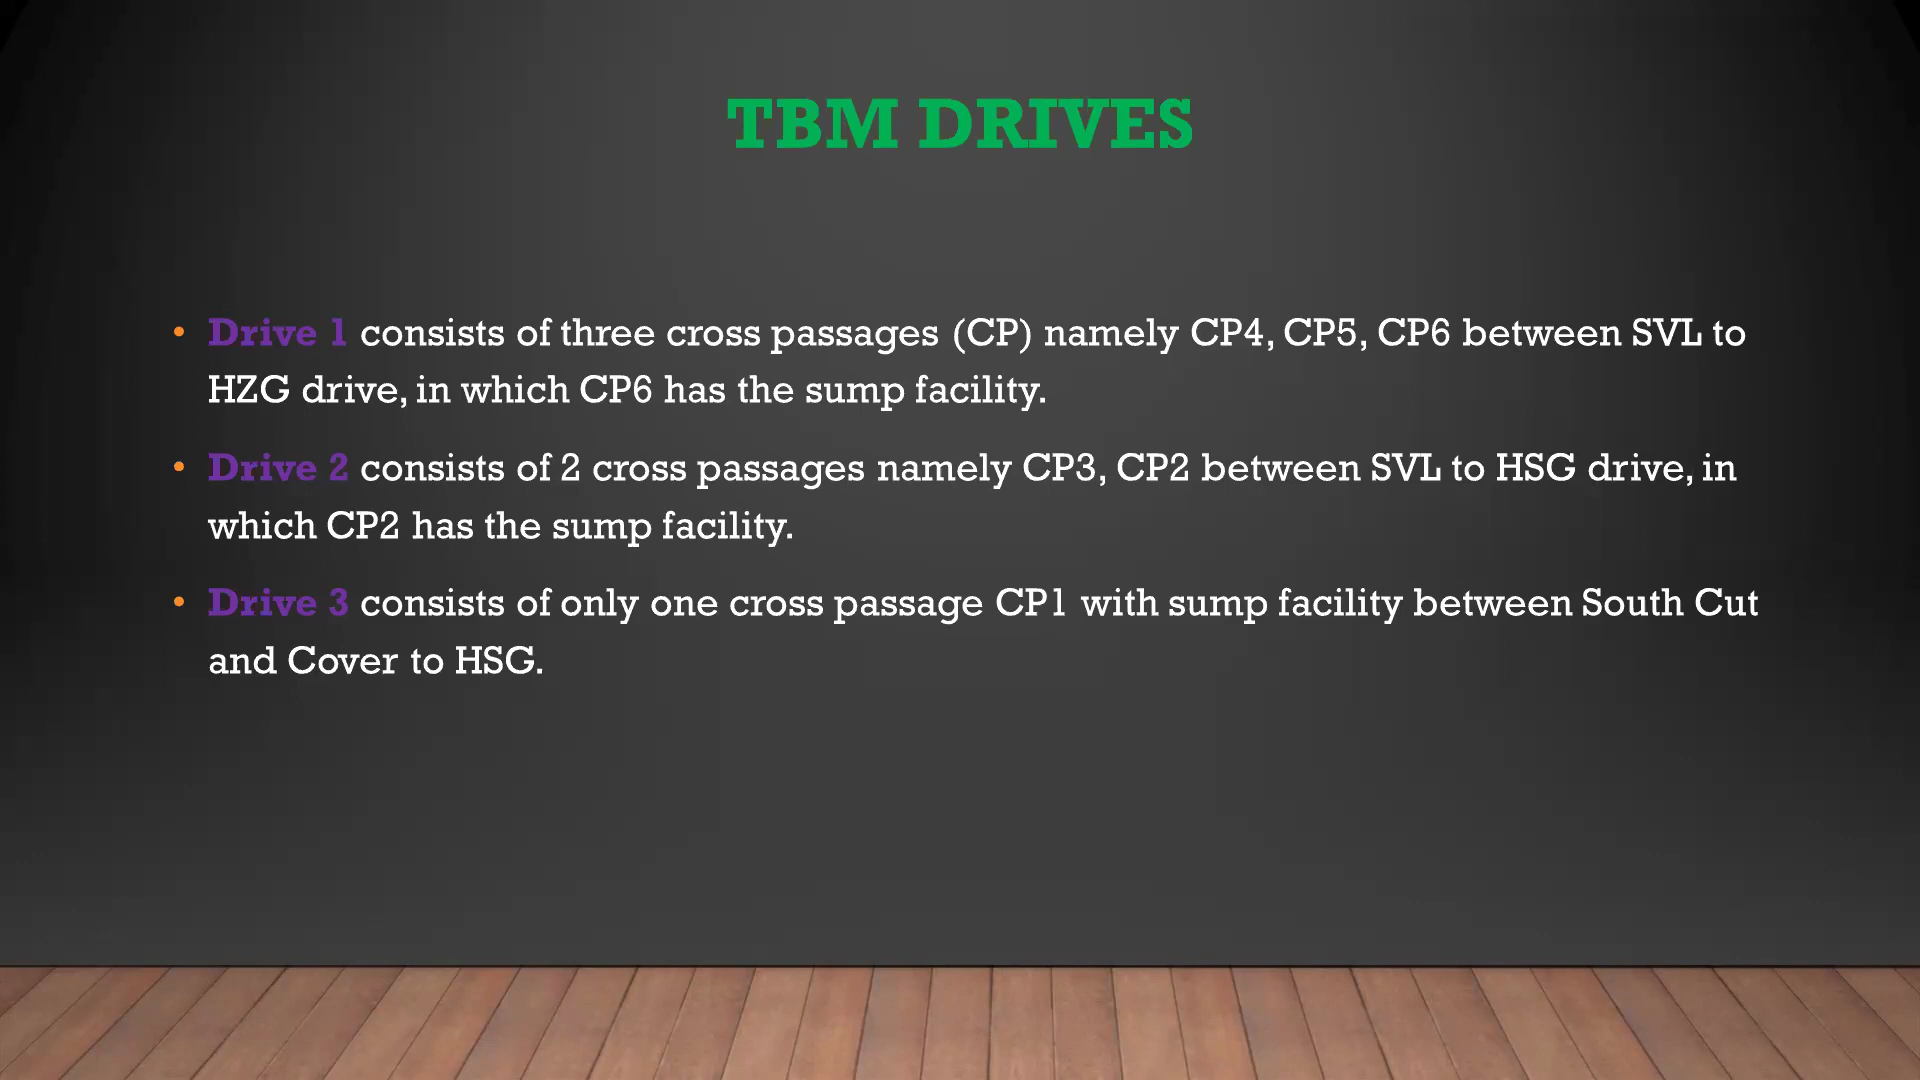 TBM DRIVES
• Drive 1 consists of three cross passages (CP) namely CP4, CP5, CP6 between SVL to
HZG drive, in which CP6 has the sump facility.
• Drive 2 consists of 2 cross passages namely CP3, CP2 between SVL to HSG drive, in
which CP2 has the sump facility.
• Drive 3 consists of only one cross passage CP1 with sump facility between South Cut
and Cover to HSG.